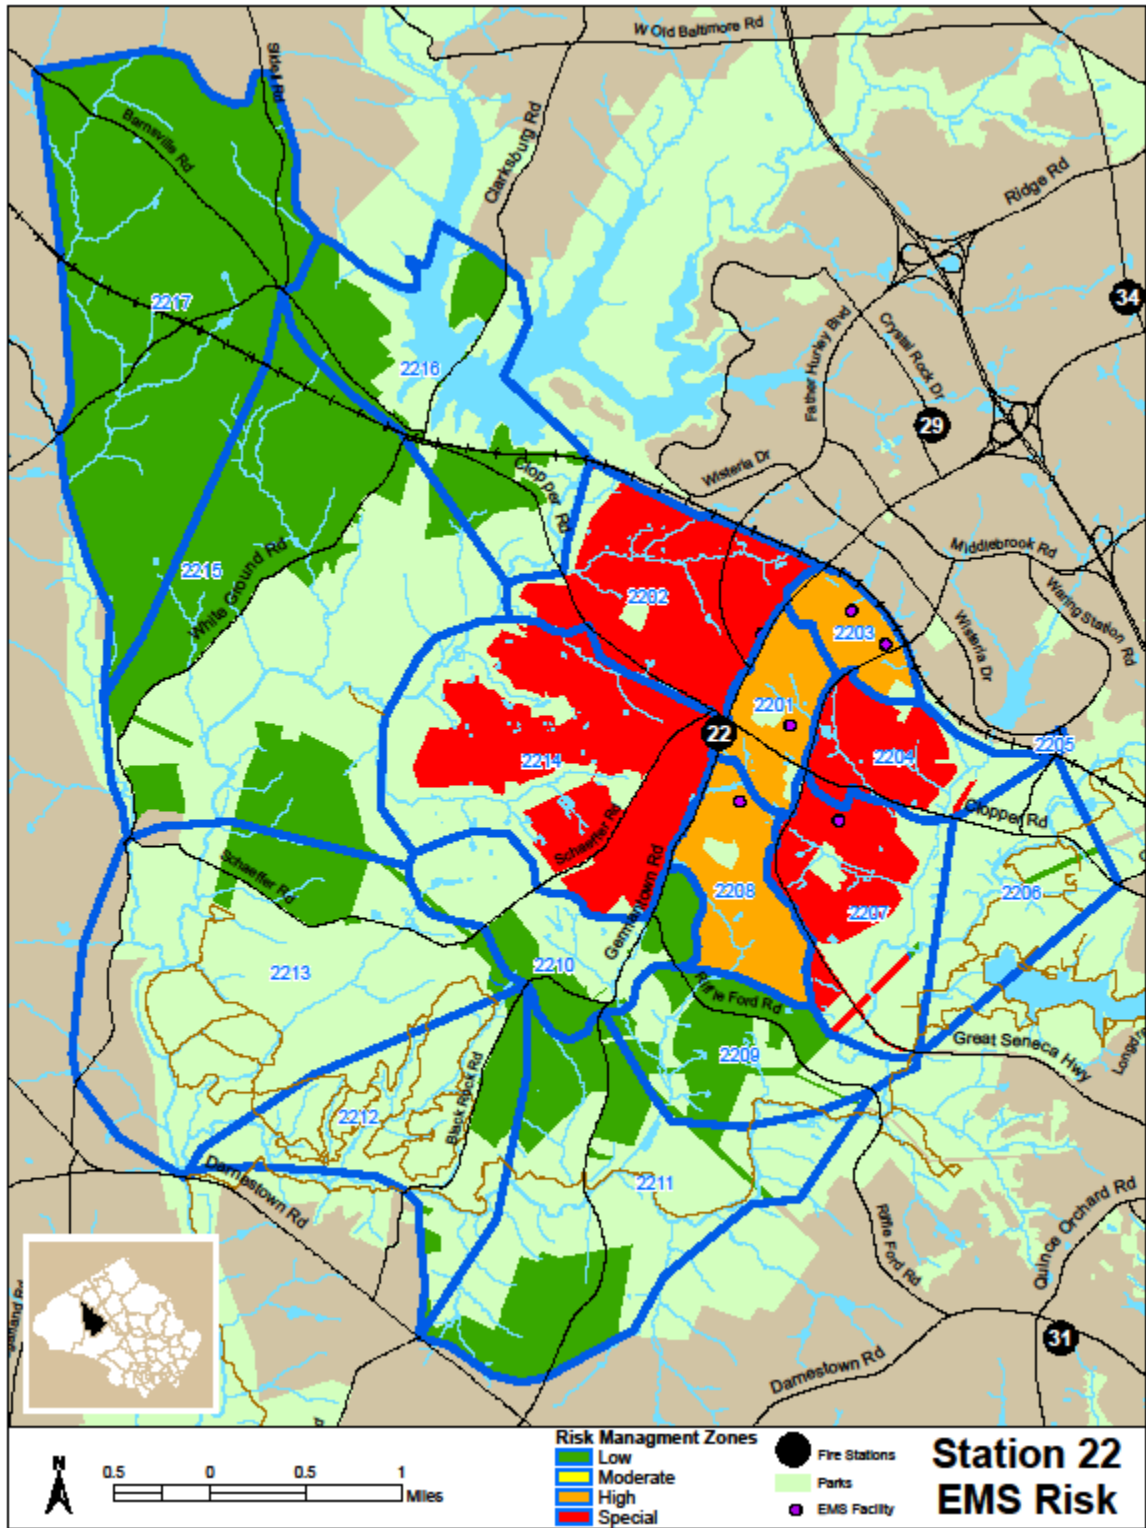 W Old Baltimore Rd
Slidell Rd
Barnsville Rd
Clarksburg Rd
Ridge Rd
34
2217
Father Hurley Blvd
Crystal Rock Dr
2216
29
Clopper Rd
Wisteria Dr
Middlebrook Rd
2215
White Ground Rd
2202
Waring Station Rd
2203
Wisteria Dr
2201
22
2205
2204
2214
Clopper Rd
Schaeffer Rd
Schaeffer Rd
Germantown Rd
2208
2206
2207
2213
2210
Riffle Ford Rd
Great Seneca Hwy
2209
Black Rock Rd
2212
Darnestown Rd
2211
Riffle Ford Rd
Quince Orchard Rd
31
Darnestown Rd
N
0.5 0 0.5 1
Miles
Risk Managment Zones
Low
Moderate
High
Special
Fire Stations
Parks
EMS Facility
Station 22
EMS Risk